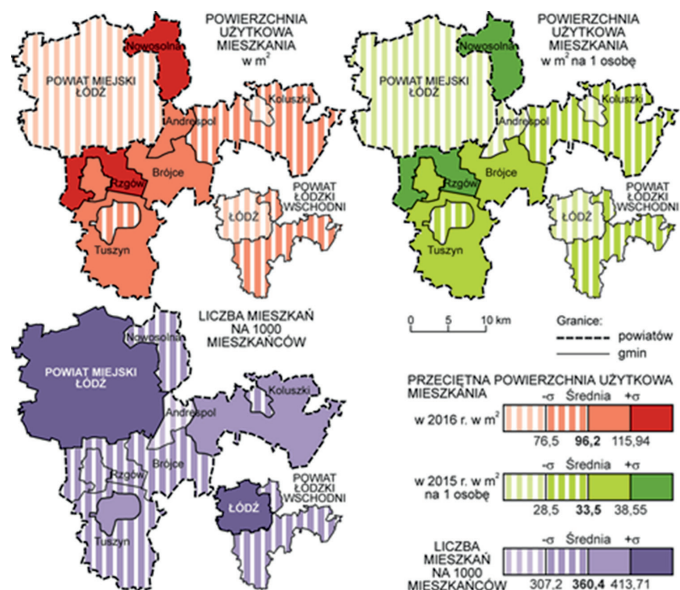 POWIERZCHNIA
UŻYTKOWA
MIESZKANIA
w m²
Nowosolna
POWIAT MIEJSKI
ŁÓDŹ
Koluszki
Andrespol
Brójce
Rzgów
Tuszyn
POWIAT
ŁÓDZKI
WSCHODNI
ŁÓDŹ
POWIERZCHNIA
UŻYTKOWA
MIESZKANIA
w m² na 1 osobę
Nowosolna
POWIAT MIEJSKI
ŁÓDŹ
Koluszki
Andrespol
Brójce
Rzgów
Tuszyn
POWIAT
ŁÓDZKI
WSCHODNI
ŁÓDŹ
LICZBA MIESZKAŃ
NA 1000
MIESZKAŃCÓW
Nowosolna
POWIAT MIEJSKI
ŁÓDŹ
Koluszki
Andrespol
Brójce
Rzgów
Tuszyn
POWIAT
ŁÓDZKI
WSCHODNI
ŁÓDŹ
0 5 10 km
Granice:
powiatów
gmin
PRZECIĘTNA POWIERZCHNIA UŻYTKOWA
MIESZKANIA
-σ Średnia +σ
w 2016 r. w m²
76,5 96,2 115,94
-σ Średnia +σ
w 2015 r. w m²
na 1 osobę
28,5 33,5 38,55
LICZBA
MIESZKAŃ
NA 1000
MIESZKAŃCÓW
-σ Średnia +σ
307,2 360,4 413,71